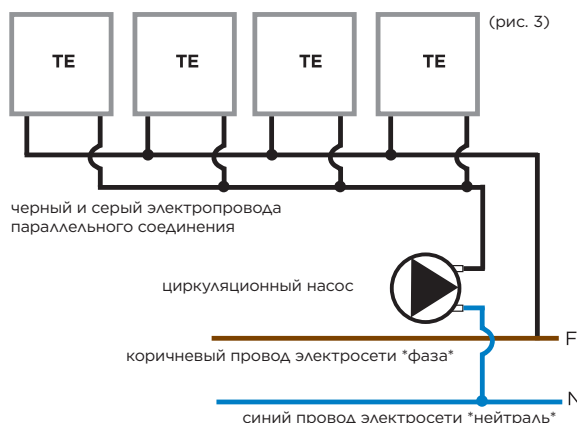 (рис. 3)
TE TE TE TE
черный и серый электропровода
параллельного соединения
циркуляционный насос
F
коричневый провод электросети *фаза*
N
синий провод электросети *нейтраль*